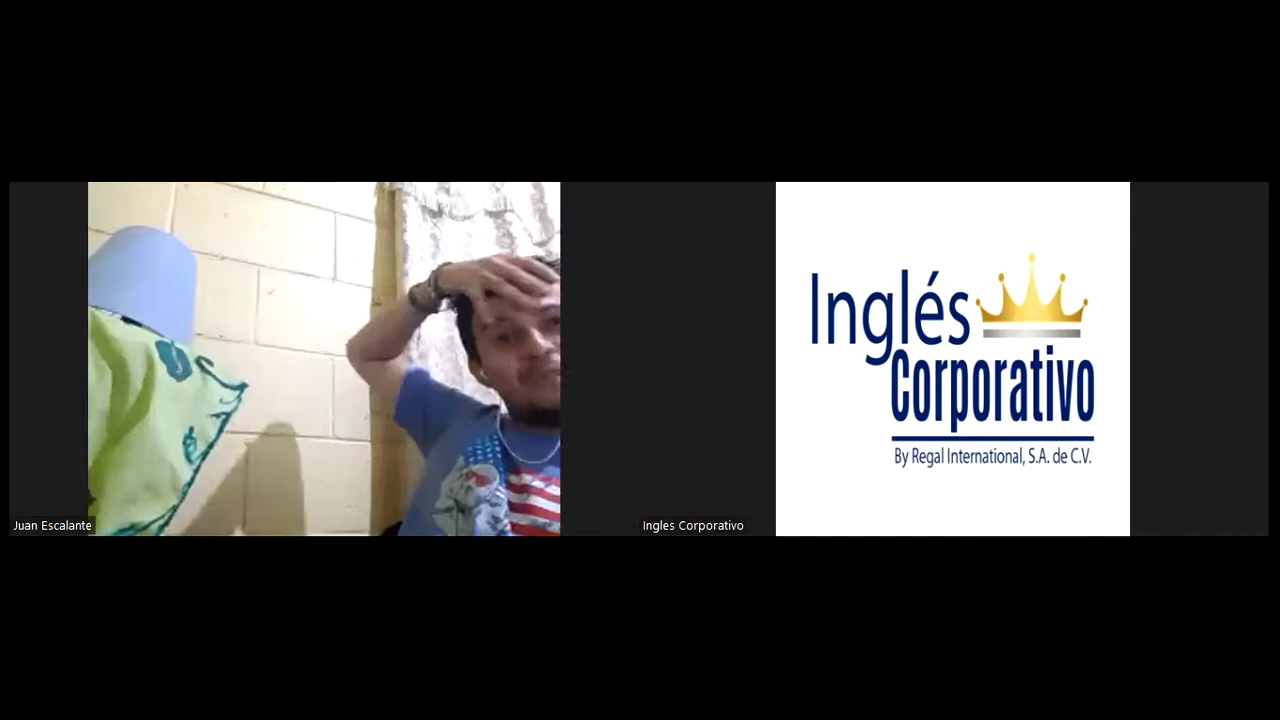 Inglés
Corporativo
By Regal International, S.A. de C.V.
Juan Escalante
Ingles Corporativo